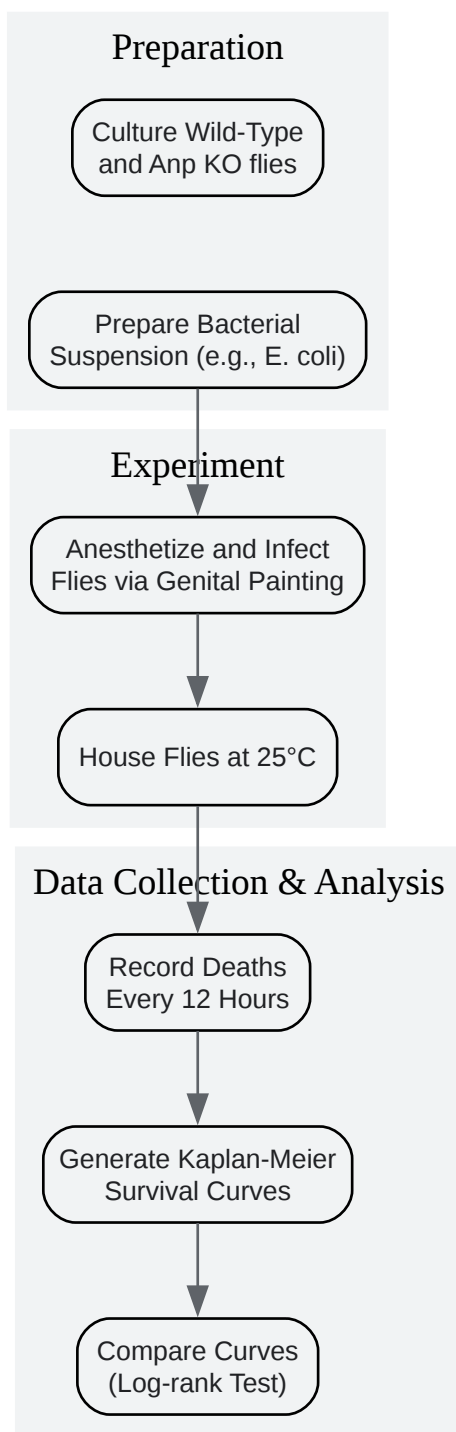 Preparation
Culture Wild-Type
and Anp KO flies
Prepare Bacterial
Suspension (e.g., E. coli)
Experiment
Anesthetize and Infect
Flies via Genital Painting
House Flies at 25°C
Data Collection & Analysis
Record Deaths
Every 12 Hours
Generate Kaplan-Meier
Survival Curves
Compare Curves
(Log-rank Test)